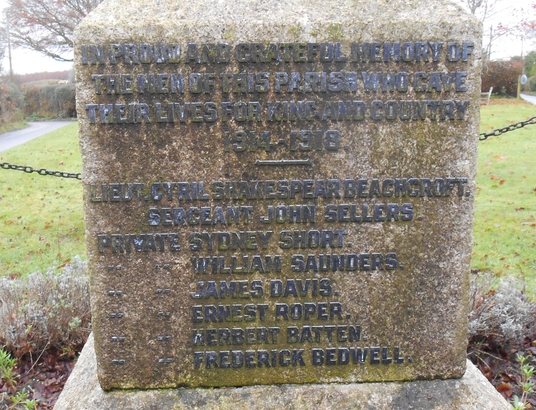 IN PROUD AND GRATEFUL MEMORY OF
THE MEN OF THIS PARISH WHO GAVE
THEIR LIVES FOR KING AND COUNTRY
1914-1918
LIEUT. CYRIL SHAKESPEAR BEACHCROFT.
SERGEANT JOHN SELLERS.
PRIVATE SYDNEY SHORT.
" " WILLIAM SAUNDERS.
" " JAMES DAVIS.
" " ERNEST ROPER.
" " HERBERT BATTEN.
" " FREDERICK BEDWELL.